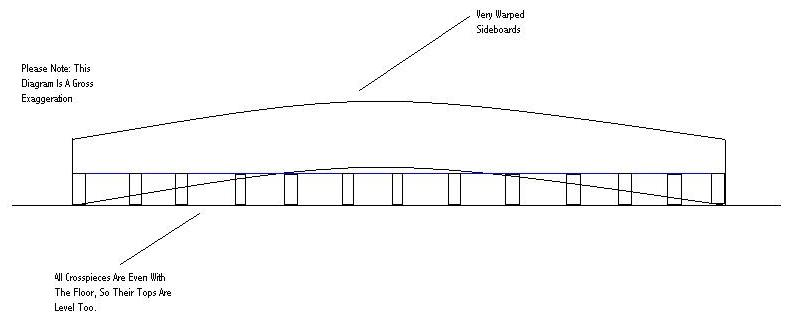 Very Warped
Sideboards
Please Note: This
Diagram Is A Gross
Exaggeration
All Crosspieces Are Even With
The Floor, So Their Tops Are
Level Too.